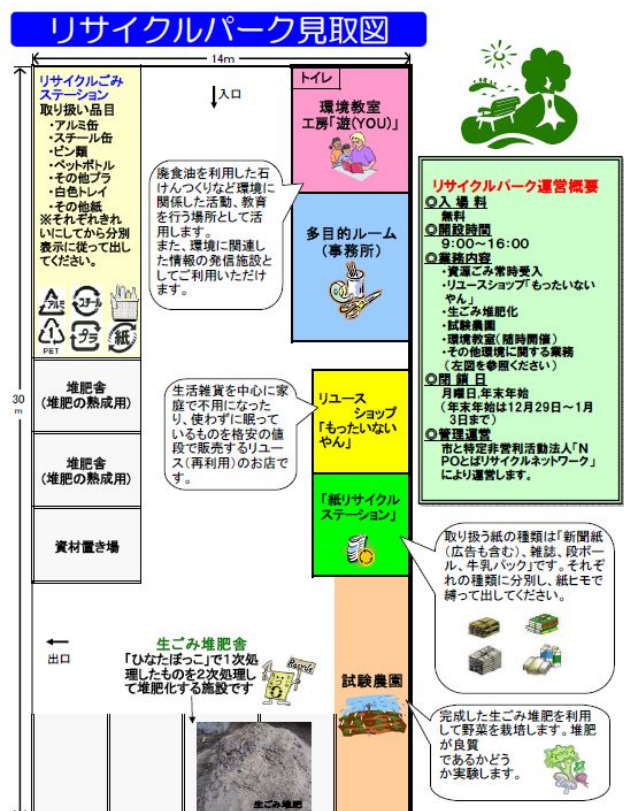 リサイクルパーク見取図
14m
30m
リサイクルごみ
ステーション
取り扱い品目
・アルミ缶
・スチール缶
・ビン類
・ペットボトル
・その他プラ
・白色トレイ
・その他紙
※それぞれきれ
いにしてから分別
表示に従って出し
てください。
アルミ
スチール
1
PET
プラ
紙
↓入口
トイレ
環境教室
工房「遊(YOU)」
廃食油を利用した石
けんつくりなど環境に
関係した活動、教育
を行う場所として活
用します。
また、環境に関連し
た情報の発信施設と
してご利用いただけ
ます。
多目的ルーム
(事務所)
堆肥舎
(堆肥の熟成用)
堆肥舎
(堆肥の熟成用)
資材置き場
生活雑貨を中心に家
庭で不用になった
り、使わずに眠って
いるものを格安の値
段で販売するリユー
ス(再利用)のお店で
す。
リユース
ショップ
「もったいない
やん」
「紙リサイクル
ステーション」
リサイクルパーク運営概要
◎入場料
無料
◎開設時間
9:00～16:00
◎業務内容
・資源ごみ常時受入
・リユースショップ「もったいない
やん」
・生ごみ堆肥化
・試験農園
・環境教室(随時開催)
・その他環境に関する業務
(左図を参照ください)
◎閉鎖日
月曜日,年末年始
(年末年始は12月29日～1月
3日まで)
◎管理運営
市と特定非営利活動法人「N
POとばリサイクルネットワーク」
により運営します。
取り扱う紙の種類は「新聞紙
(広告も含む)、雑誌、段ボー
ル、牛乳パック」です。それぞ
れの種類に分別し、紙ヒモで
縛って出してください。
←
出口
生ごみ堆肥舎
「ひなたぼっこ」で1次処
理したものを2次処理し
て堆肥化する施設です
Recycle
生ごみ堆肥
試験農園
完成した生ごみ堆肥を利用
して野菜を栽培します。堆肥
が良質
であるかどう
か実験します。